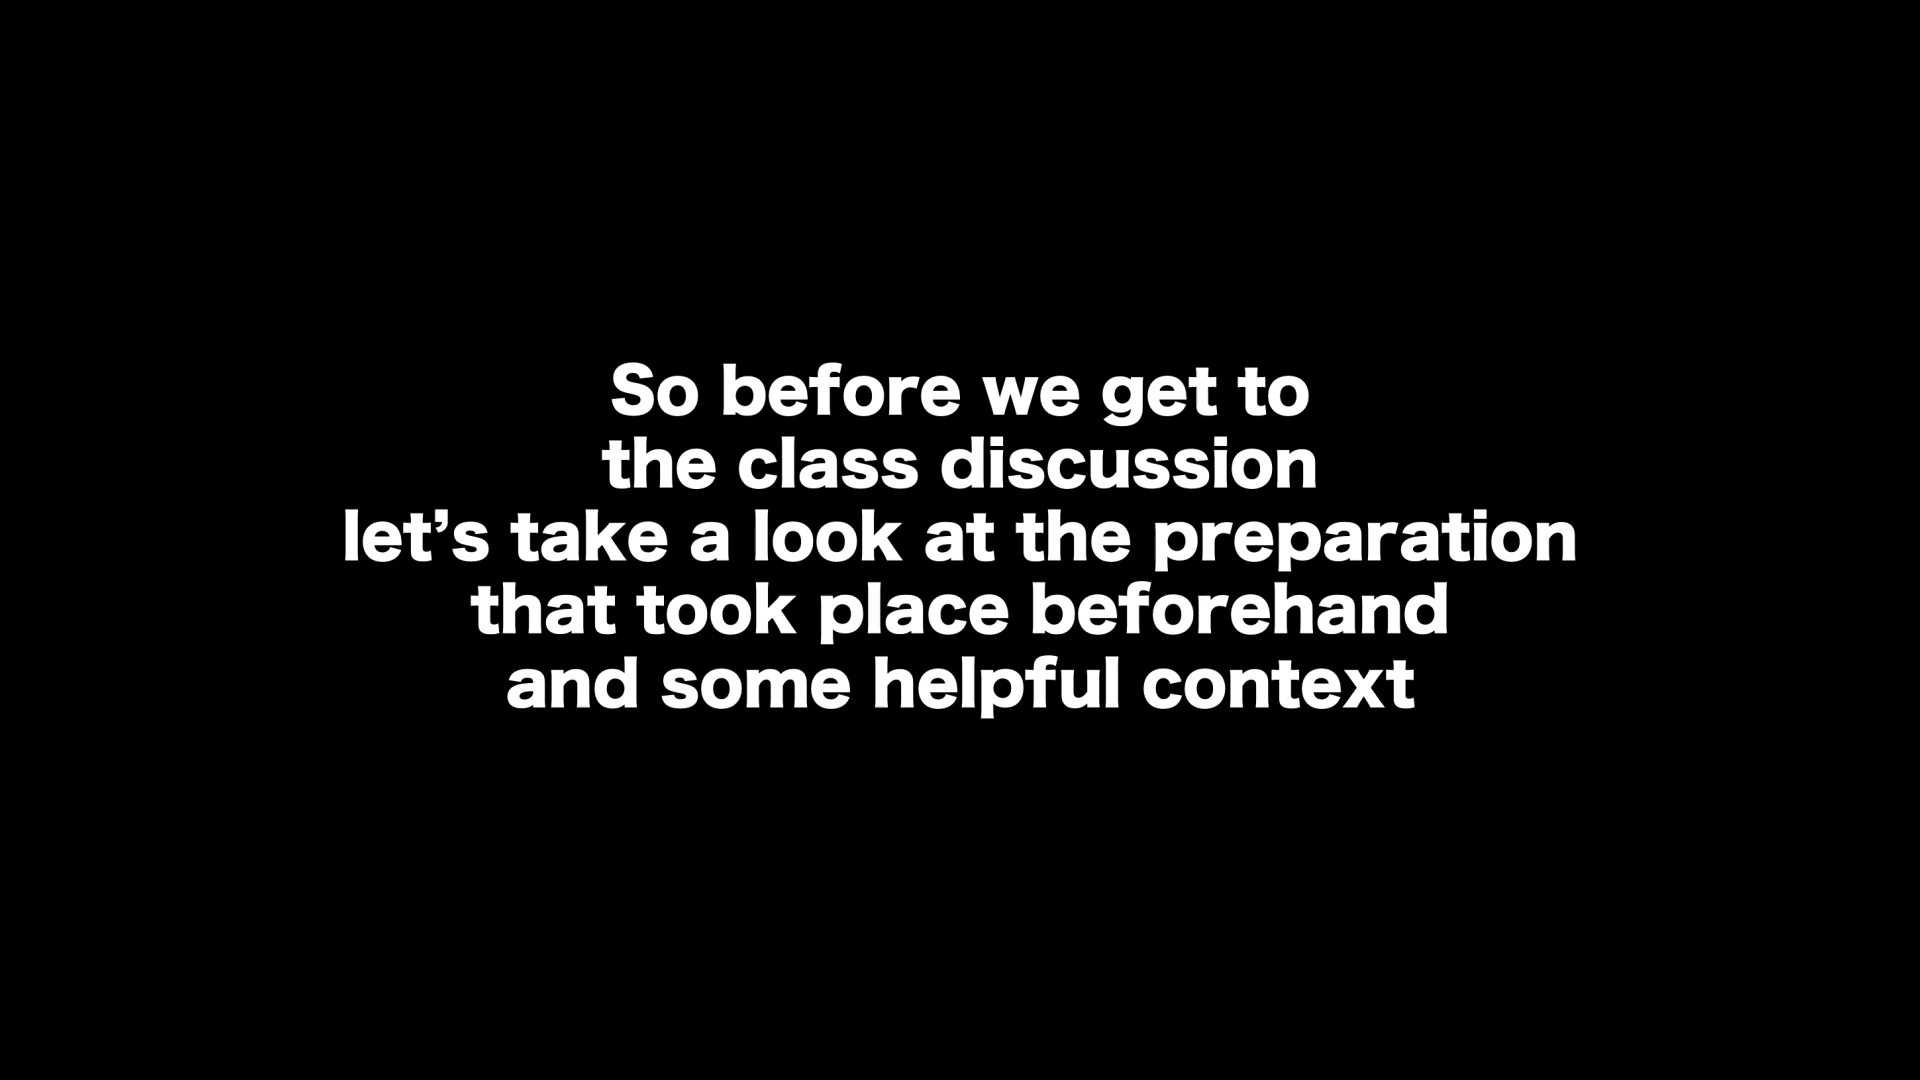 So before we get to
the class discussion
let’s take a look at the preparation
that took place beforehand
and some helpful context